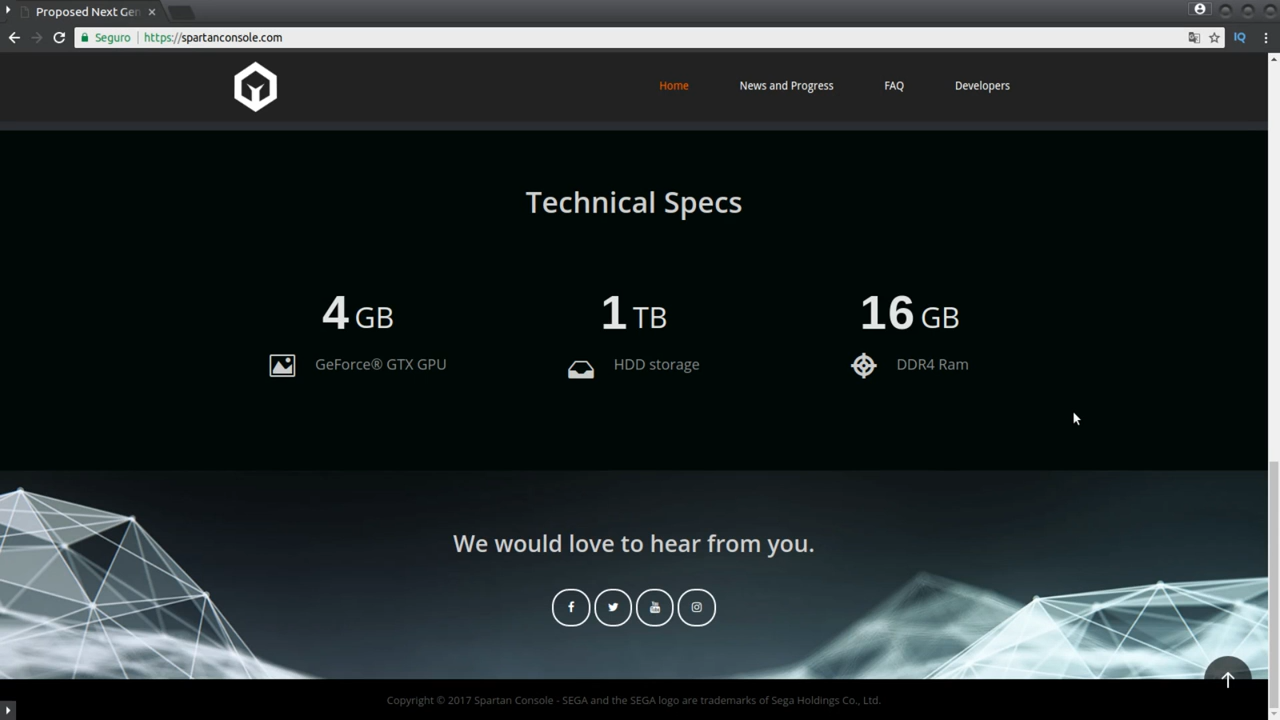 Proposed Next Gen
Seguro https://spartanconsole.com
IQ
Home News and Progress FAQ Developers
Technical Specs
4 GB 1 TB 16 GB
GeForce® GTX GPU HDD storage DDR4 Ram
We would love to hear from you.
Copyright © 2017 Spartan Console - SEGA and the SEGA logo are trademarks of Sega Holdings Co., Ltd.